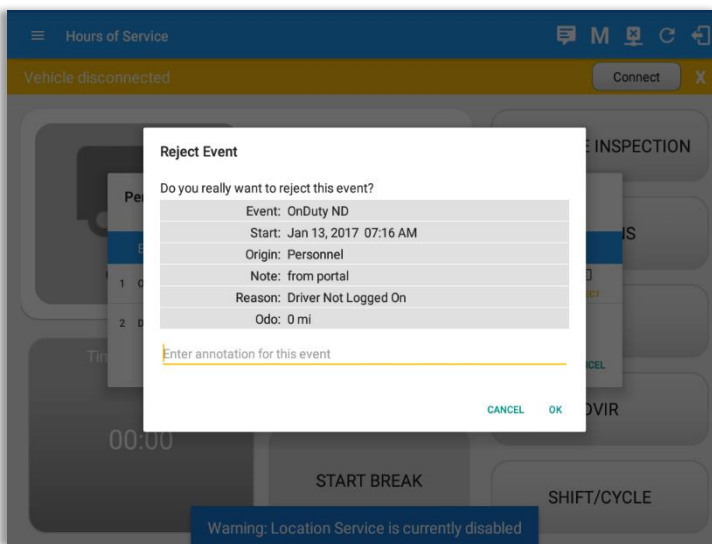 Hours of Service
M
Vehicle disconnected
Connect
X
INSPECTION
Reject Event
Do you really want to reject this event?
Event: OnDuty ND
Start: Jan 13, 2017 07:16 AM
Origin: Personnel
Note: from portal
Reason: Driver Not Logged On
Odo: 0 mi
Enter annotation for this event
CANCEL
OK
1
2
00:00
START BREAK
SHIFT/CYCLE
Warning: Location Service is currently disabled